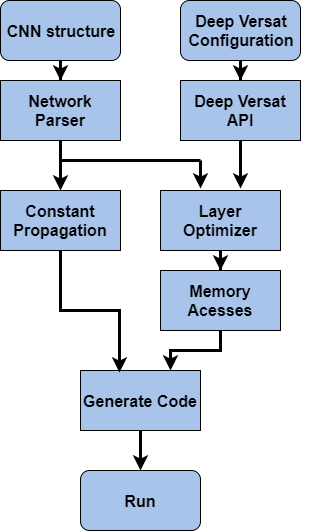 CNN structure
Deep Versat
Configuration
Network
Parser
Deep Versat
API
Constant
Propagation
Layer
Optimizer
Memory
Acesses
Generate Code
Run